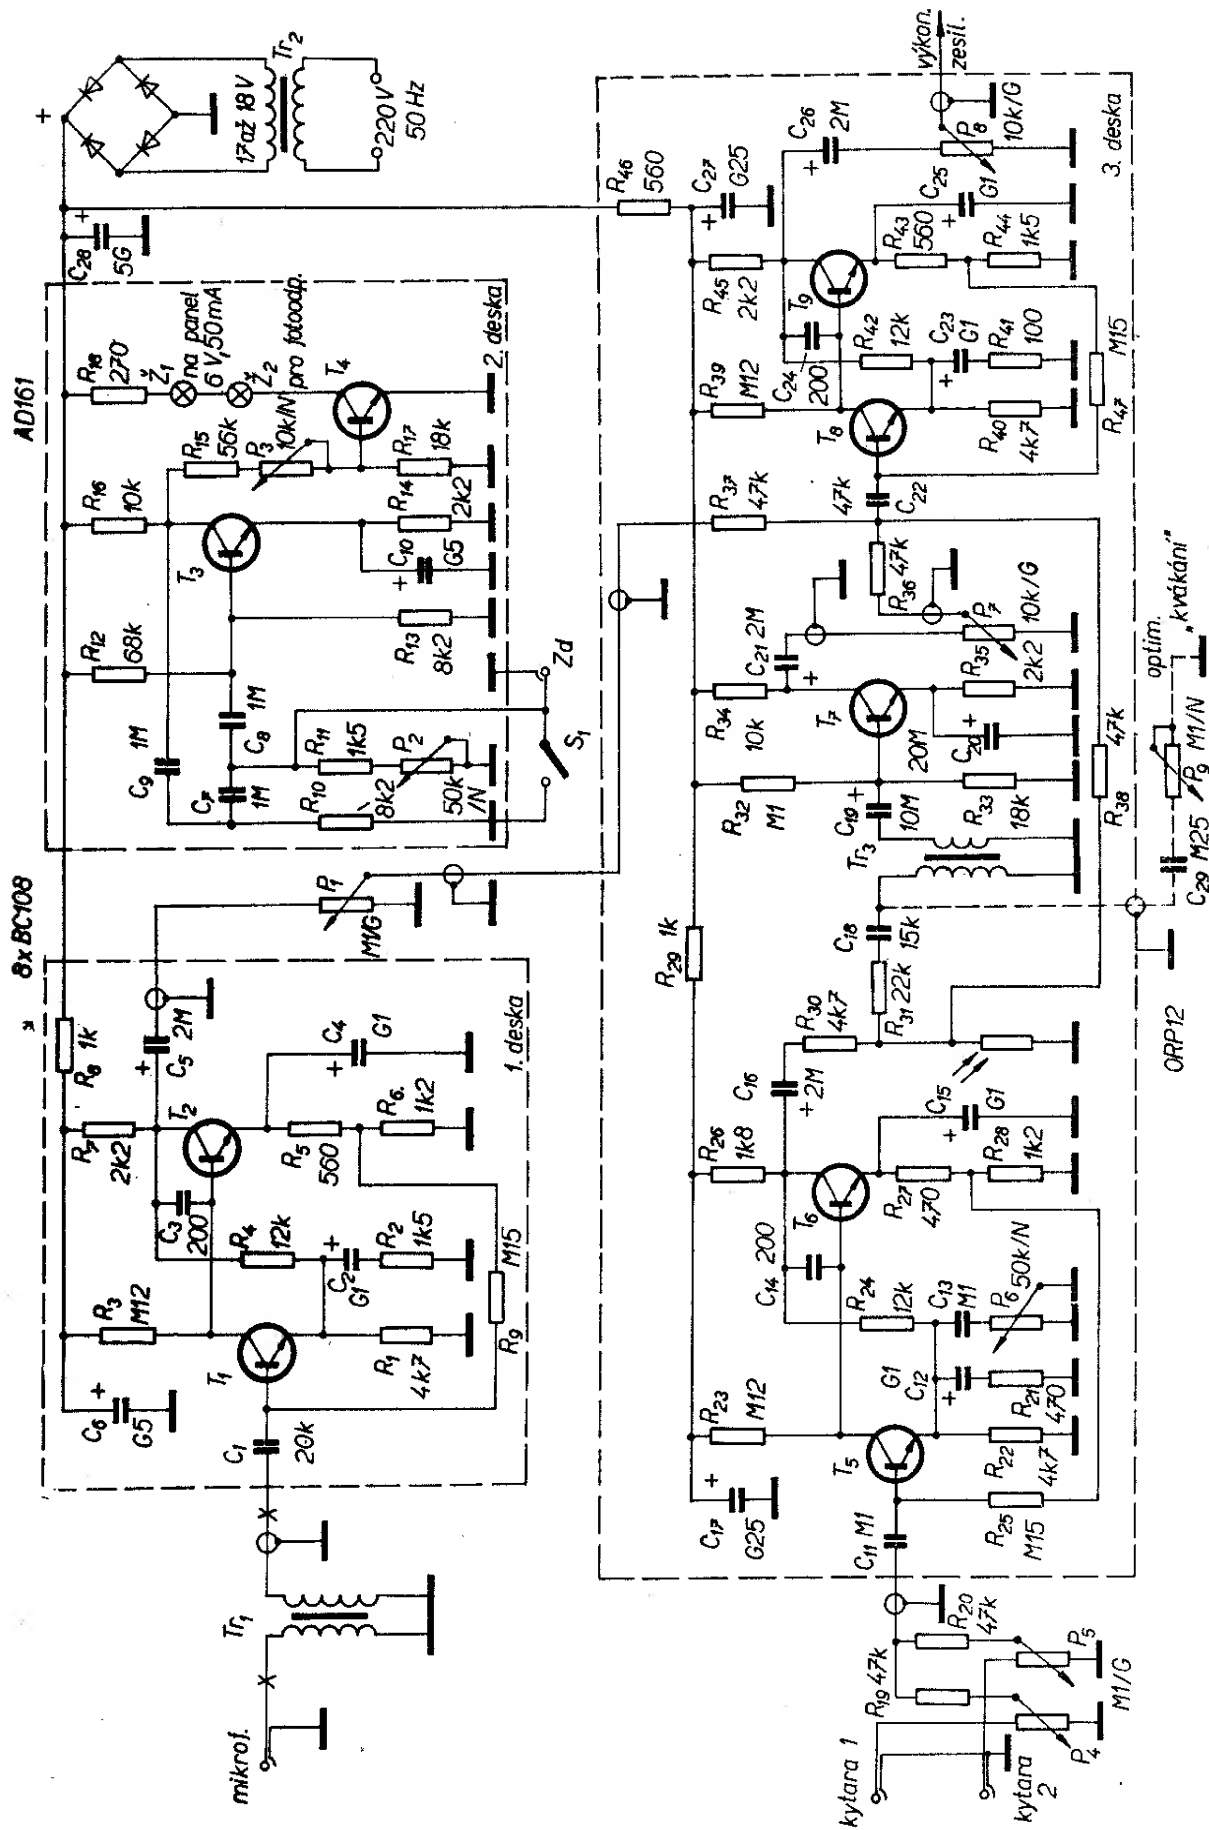 8x BC108
AD161
mikrof.
Tr1
C1
20k
C6
G5
R3
M12
T1
R1
4k7
C3
200
R4
12k
C2
G1
R2
1k5
R9
M15
R7
2k2
T2
R5
560
R6
1k2
C4
G1
R8
1k
C5
2M
1. deska
P1
M1/G
C9
1M
C7
1M
C8
1M
R10
8k2
R11
1k5
P2
50k
/N
S1
Zd
R12
68k
R13
8k2
T3
C10
G5
R16
10k
R14
2k2
R15
56k
P3
10k/N
R17
18k
T4
R18
270
Ž1
na panel
6 V, 50 mA
Ž2
pro fotoodp.
2. deska
C28
5G
+
17 až 18 V
Tr2
220 V
50 Hz
kytara 1
kytara
2
P4
P5
M1/G
R19
47k
R20
47k
C11 M1
R25
M15
C17
G25
R23
M12
T5
R22
4k7
R21
470
G1
C12
C13
M1
P6
50k/N
R24
12k
C14
200
T6
R26
1k8
R27
470
R28
1k2
C15
G1
C16
2M
R30
4k7
R31
22k
ORP12
R29
1k
C18
15k
Tr3
C19
10M
R32
M1
R33
18k
T7
20M
C20
R34
10k
C21
2M
R35
2k2
P7
10k/G
R36
47k
R38
47k
C29
M25
P9
M1/N
optim.
"kvákání"
R37
47k
47k
C22
T8
R39
M12
R40
4k7
C23
G1
R41
100
R42
12k
C24
200
T9
R45
2k2
R43
560
R44
1k5
R47
M15
C25
G1
C26
2M
P8
10k/G
R46
560
C27
G25
výkon.
zesil.
3. deska